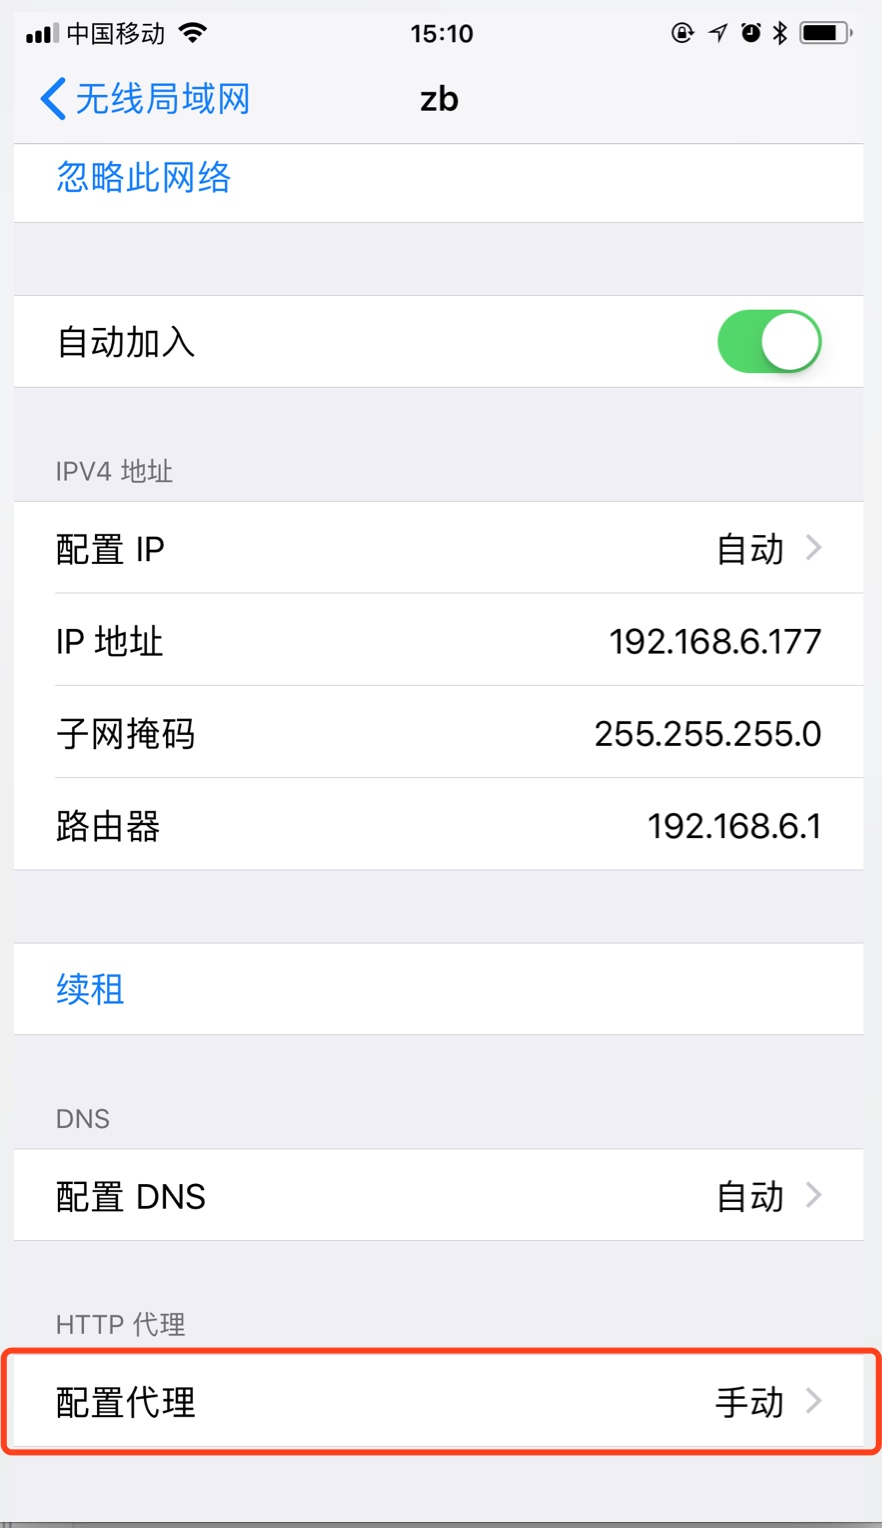 中国移动 15:10
无线局域网 zb
忽略此网络
自动加入
IPV4 地址
配置 IP 自动
IP 地址 192.168.6.177
子网掩码 255.255.255.0
路由器 192.168.6.1
续租
DNS
配置 DNS 自动
HTTP 代理
配置代理 手动